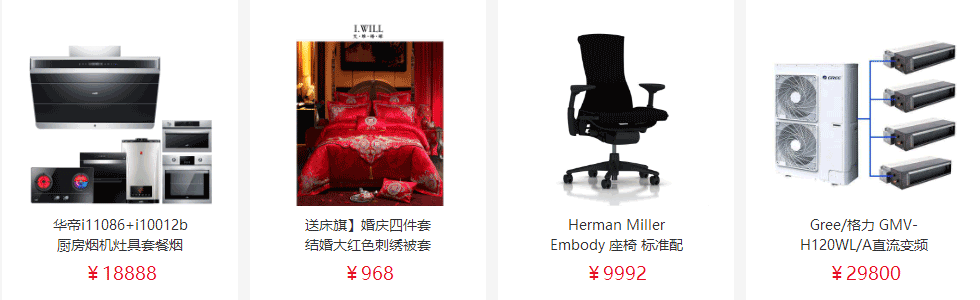 华帝i11086+i10012b
厨房烟机灶具套餐烟
￥18888
I.WILL
送床旗】婚庆四件套
结婚大红色刺绣被套
￥968
Herman Miller
Embody 座椅 标准配
￥9992
GREE
Gree/格力 GMV-
H120WL/A直流变频
￥29800